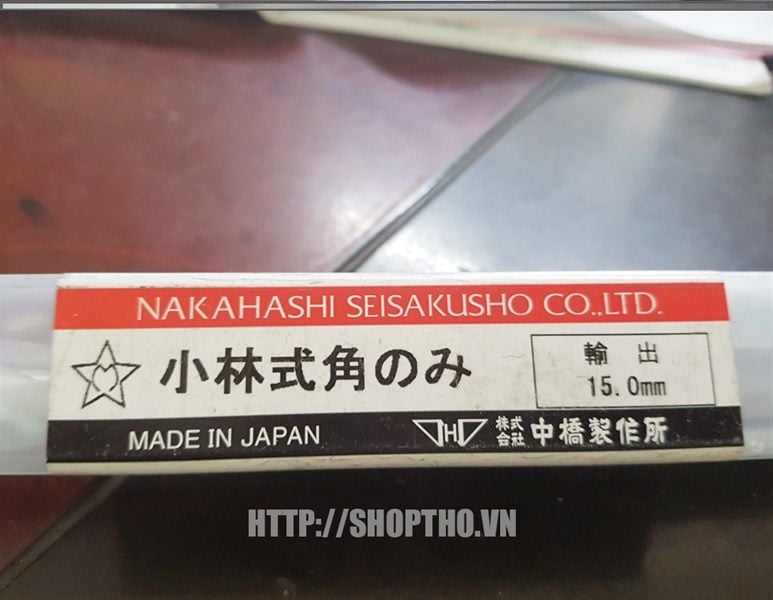 NAKAHASHI SEISAKUSHO CO.,LTD.
小林式角のみ
輸出
15.0mm
MADE IN JAPAN
H
株式会社 中橋製作所
HTTP://SHOPTHO.VN